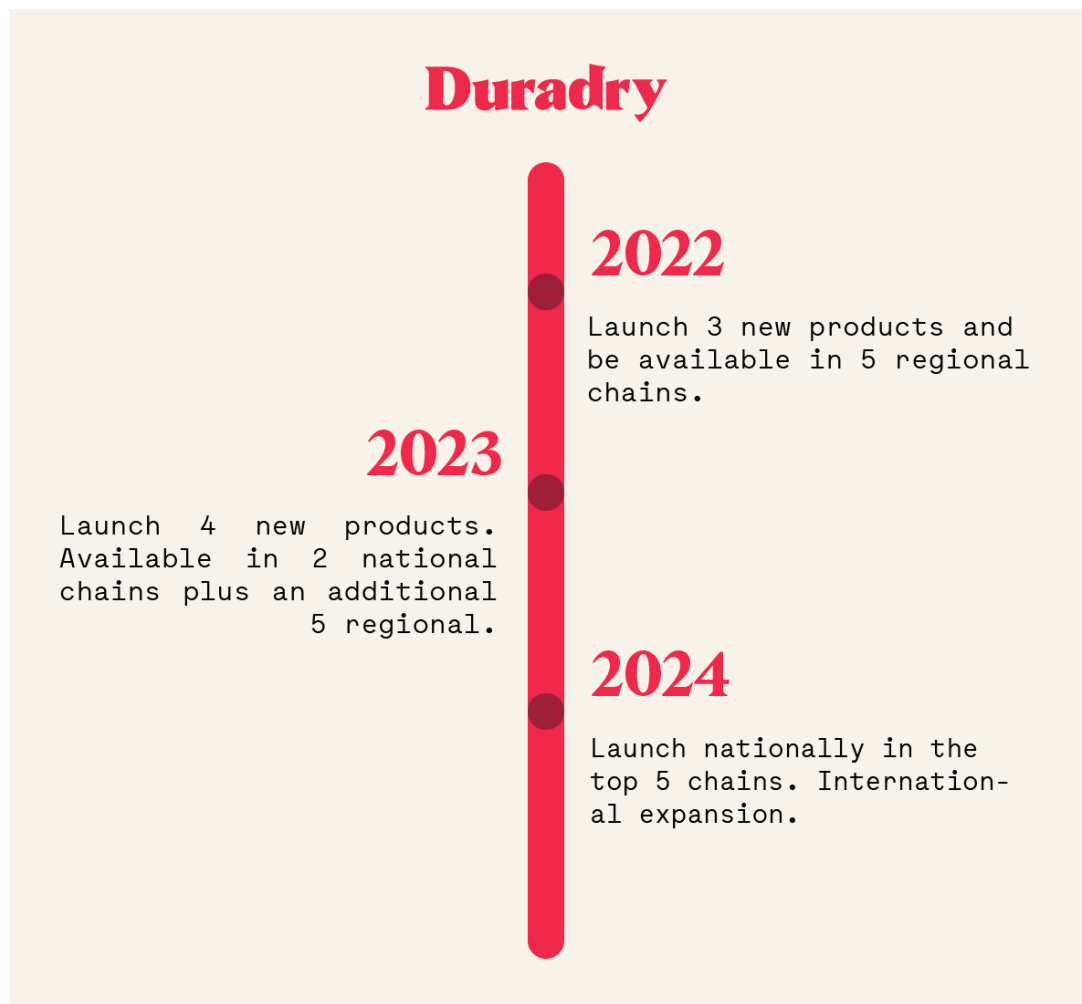 Duradry
2022
Launch 3 new products and
be available in 5 regional
chains.
2023
Launch 4 new products.
Available in 2 national
chains plus an additional
5 regional.
2024
Launch nationally in the
top 5 chains. Internation-
al expansion.